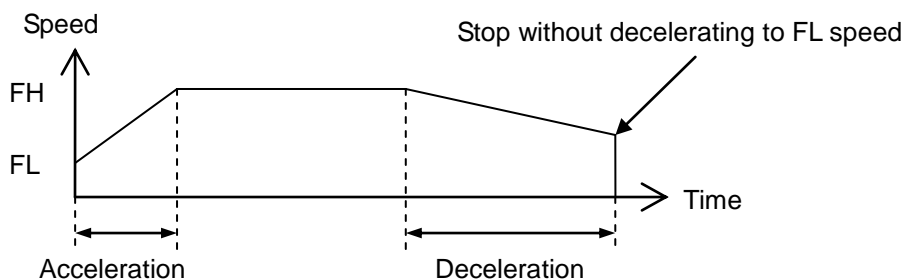 Speed
Stop without decelerating to FL speed
FH
FL
Time
Acceleration
Deceleration